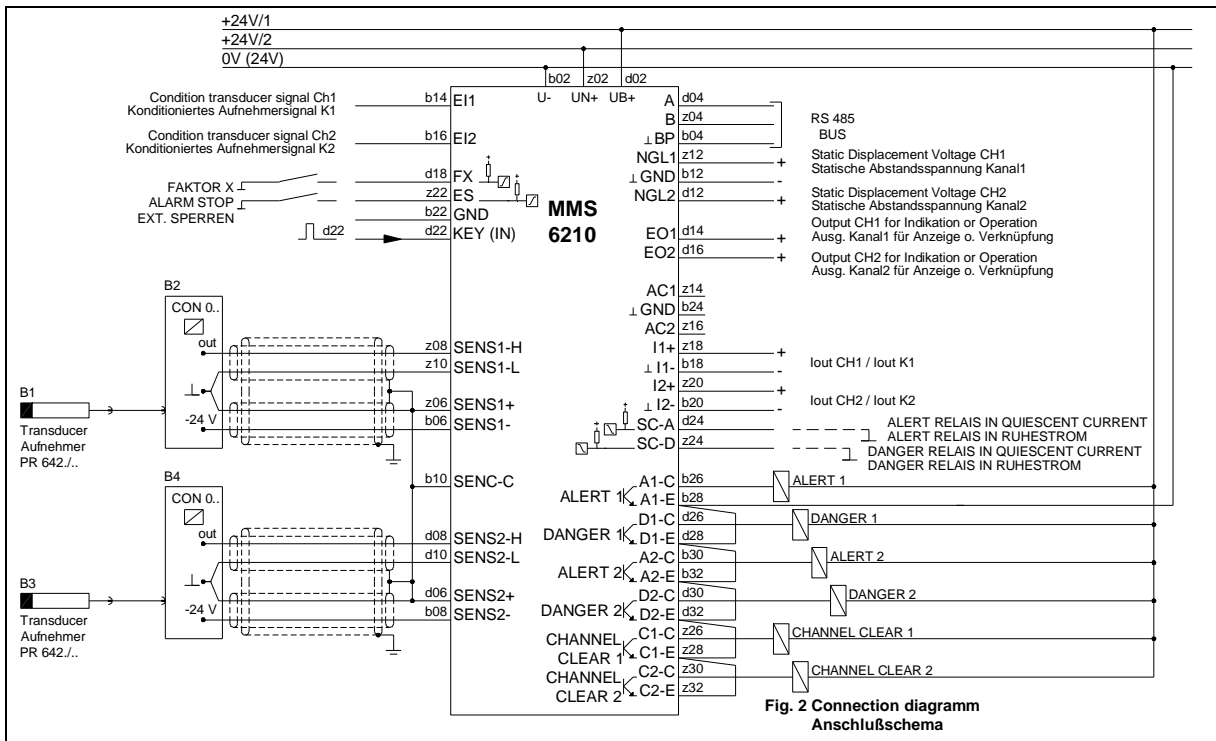 +24V/1
+24V/2
0V (24V)
b02 z02 d02
U- UN+ UB+
Condition transducer signal Ch1
Konditioniertes Aufnehmersignal K1
b14 EI1
Condition transducer signal Ch2
Konditioniertes Aufnehmersignal K2
b16 EI2
FAKTOR X
d18 FX
ALARM STOP
z22 ES
EXT. SPERREN
b22 GND
d22
d22 KEY (IN)
MMS
6210
B2
CON 0..
out
-24 V
B1
Transducer
Aufnehmer
PR 642./..
z08 SENS1-H
z10 SENS1-L
z06 SENS1+
b06 SENS1-
b10 SENC-C
B4
CON 0..
out
-24 V
B3
Transducer
Aufnehmer
PR 642./..
d08 SENS2-H
d10 SENS2-L
d06 SENS2+
b08 SENS2-
A d04
B z04
⊥BP b04
RS 485
BUS
NGL1 z12 +
⊥GND b12 -
NGL2 d12 +
Static Displacement Voltage CH1
Statische Abstandsspannung Kanal1
Static Displacement Voltage CH2
Statische Abstandsspannung Kanal2
EO1 d14 +
EO2 d16 +
Output CH1 for Indikation or Operation
Ausg. Kanal1 für Anzeige o. Verknüpfung
Output CH2 for Indikation or Operation
Ausg. Kanal2 für Anzeige o. Verknüpfung
AC1 z14
⊥GND b24
AC2 z16
I1+ z18 +
⊥ I1- b18 -
Iout CH1 / Iout K1
I2+ z20 +
⊥ I2- b20 -
Iout CH2 / Iout K2
SC-A d24
ALERT RELAIS IN QUIESCENT CURRENT
ALERT RELAIS IN RUHESTROM
SC-D z24
DANGER RELAIS IN QUIESCENT CURRENT
DANGER RELAIS IN RUHESTROM
ALERT 1
A1-C b26
A1-E b28
ALERT 1
DANGER 1
D1-C d26
D1-E d28
DANGER 1
ALERT 2
A2-C b30
A2-E b32
ALERT 2
DANGER 2
D2-C d30
D2-E d32
DANGER 2
CHANNEL
CLEAR 1
C1-C z26
C1-E z28
CHANNEL CLEAR 1
CHANNEL
CLEAR 2
C2-C z30
C2-E z32
CHANNEL CLEAR 2
Fig. 2 Connection diagramm
Anschlußschema